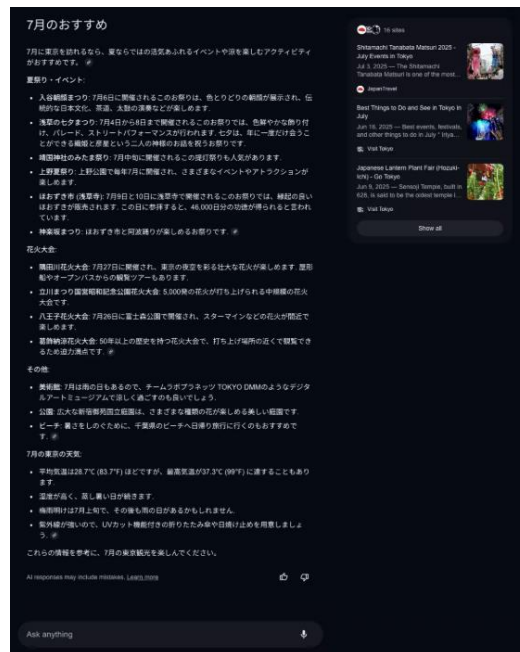 7月のおすすめ
7月に東京を訪れるなら、夏ならではの活気あふれるイベントや涼を楽しむアクティビティ
がおすすめです。
夏祭り・イベント:
• 入谷朝顔まつり: 7月6日に開催されるこのお祭りは、色とりどりの朝顔が展示され、伝
統的な日本文化、茶道、太鼓の演奏などが楽しめます.
• 浅草の七夕まつり: 7月4日から8日まで開催されるこのお祭りでは、色鮮やかな飾り付
け、パレード、ストリートパフォーマンスが行われます. 七夕は、年に一度だけ会うこ
とができる織姫と彦星という二人の神様のお話を祝うお祭りです.
• 靖国神社のみたま祭り: 7月中旬に開催されるこの提灯祭りも人気があります.
• 上野夏祭り: 上野公園で毎年7月に開催され、さまざまなイベントやアトラクションが
楽しめます.
• ほおずき市 (浅草寺): 7月9日と10日に浅草寺で開催されるこのお祭りでは、縁起の良い
ほおずきが販売されます. この日に参拝すると、46,000日分の功徳が得られると言われ
ています.
• 神楽坂まつり: ほおずき市と阿波踊りが楽しめるお祭りです.
花火大会:
• 隅田川花火大会: 7月27日に開催され、東京の夜空を彩る壮大な花火が楽しめます. 屋形
船やオープンバスからの観覧ツアーもあります.
• 立川まつり国営昭和記念公園花火大会: 5,000発の花火が打ち上げられる中規模の花火
大会です.
• 八王子花火大会: 7月26日に富士森公園で開催され、スターマインなどの花火が間近で
楽しめます.
• 葛飾納涼花火大会: 50年以上の歴史を持つ花火大会で、打ち上げ場所の近くで観覧でき
るため迫力満点です.
その他:
• 美術館: 7月は雨の日もあるので、チームラボプラネッツ TOKYO DMMのようなデジタ
ルアートミュージアムで涼しく過ごすのも良いでしょう.
• 公園: 広大な新宿御苑国立庭園は、さまざまな種類の花が楽しめる美しい庭園です.
• ビーチ: 暑さをしのぐために、千葉県のビーチへ日帰り旅行に行くのもおすすめで
す.
7月の東京の天気:
• 平均気温は28.7℃ (83.7°F) ほどですが、最高気温が37.3℃ (99°F) に達することもあり
ます.
• 湿度が高く、蒸し暑い日が続きます.
• 梅雨明けは7月上旬で、その後も雨の日があるかもしれません.
• 紫外線が強いので、UVカット機能付きの折りたたみ傘や日焼け止めを用意しましょ
う.
これらの情報を参考に、7月の東京観光を楽しんでください.
AI responses may include mistakes. Learn more
Ask anything
16 sites
Shitamachi Tanabata Matsuri 2025 -
July Events in Tokyo
Jul 3, 2025 — The Shitamachi
Tanabata Matsuri is one of the most...
JapanTravel
Best Things to Do and See in Tokyo in
July
Jun 18, 2025 — Best events, festivals,
and other things to do in July * Iriya...
Visit Tokyo
Japanese Lantern Plant Fair (Hozuki-
Ichi) - Go Tokyo
Jun 9, 2025 — Sensoji Temple, built in
628, is said to be the oldest temple i...
Visit Tokyo
Show all